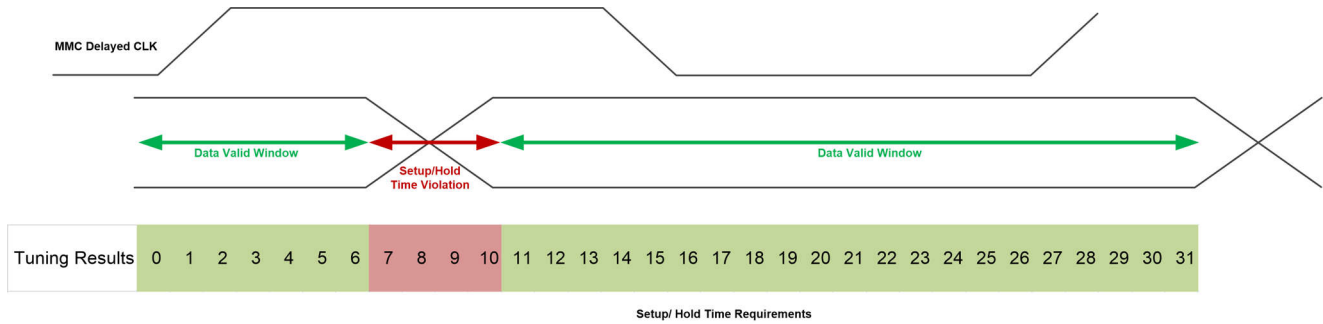 MMC Delayed CLK
Data Valid Window
Data Valid Window
Setup/Hold
Time Violation
Tuning Results 0 1 2 3 4 5 6 7 8 9 10 11 12 13 14 15 16 17 18 19 20 21 22 23 24 25 26 27 28 29 30 31
Setup/ Hold Time Requirements